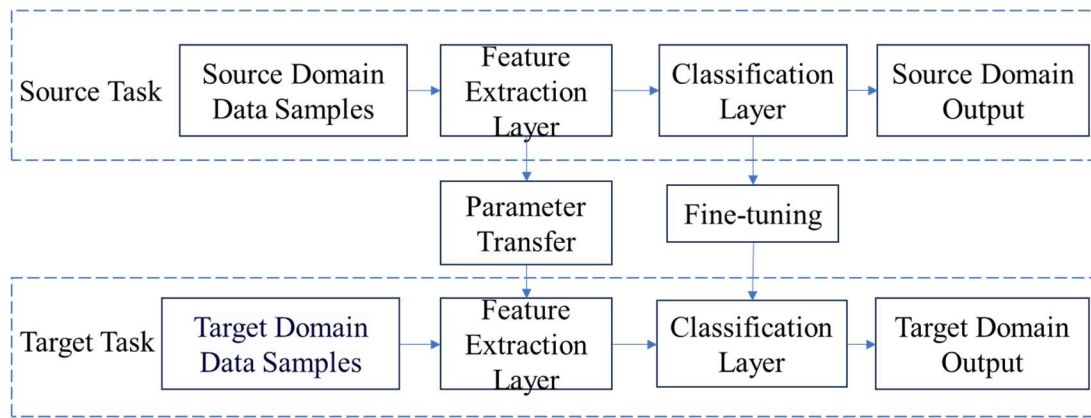 Source Task
Source Domain
Data Samples
Feature
Extraction
Layer
Classification
Layer
Source Domain
Output
Parameter
Transfer
Fine-tuning
Target Task
Target Domain
Data Samples
Feature
Extraction
Layer
Classification
Layer
Target Domain
Output